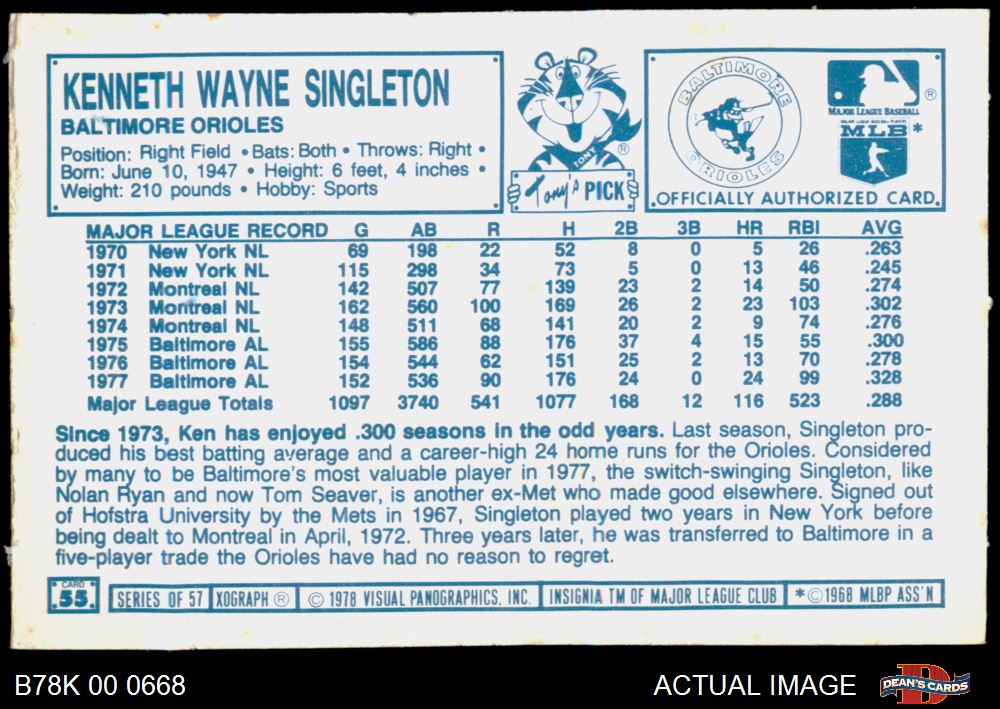 KENNETH WAYNE SINGLETON
BALTIMORE ORIOLES
Position: Right Field • Bats: Both • Throws: Right •
Born: June 10, 1947 • Height: 6 feet, 4 inches •
Weight: 210 pounds • Hobby: Sports
TONY
®
Tony's PICK
BALTIMORE
ORIOLES
®
MAJOR LEAGUE BASEBALL
MAJOR LEAGUE BASEBALL PLAYERS
MLB *
OFFICIALLY AUTHORIZED CARD.
MAJOR LEAGUE RECORD G AB R H 2B 3B HR RBI AVG
1970 New York NL 69 198 22 52 8 0 5 26 .263
1971 New York NL 115 298 34 73 5 0 13 46 .245
1972 Montreal NL 142 507 77 139 23 2 14 50 .274
1973 Montreal NL 162 560 100 169 26 2 23 103 .302
1974 Montreal NL 148 511 68 141 20 2 9 74 .276
1975 Baltimore AL 155 586 88 176 37 4 15 55 .300
1976 Baltimore AL 154 544 62 151 25 2 13 70 .278
1977 Baltimore AL 152 536 90 176 24 0 24 99 .328
Major League Totals 1097 3740 541 1077 168 12 116 523 .288
Since 1973, Ken has enjoyed .300 seasons in the odd years. Last season, Singleton pro-
duced his best batting average and a career-high 24 home runs for the Orioles. Considered
by many to be Baltimore's most valuable player in 1977, the switch-swinging Singleton, like
Nolan Ryan and now Tom Seaver, is another ex-Met who made good elsewhere. Signed out
of Hofstra University by the Mets in 1967, Singleton played two years in New York before
being dealt to Montreal in April, 1972. Three years later, he was transferred to Baltimore in a
five-player trade the Orioles have had no reason to regret.
CARD
55
SERIES OF 57 XOGRAPH ® © 1978 VISUAL PANOGRAPHICS, INC. INSIGNIA TM OF MAJOR LEAGUE CLUB *©1968 MLBP ASS'N
B78K 00 0668 ACTUAL IMAGE
D
DEAN'S CARDS